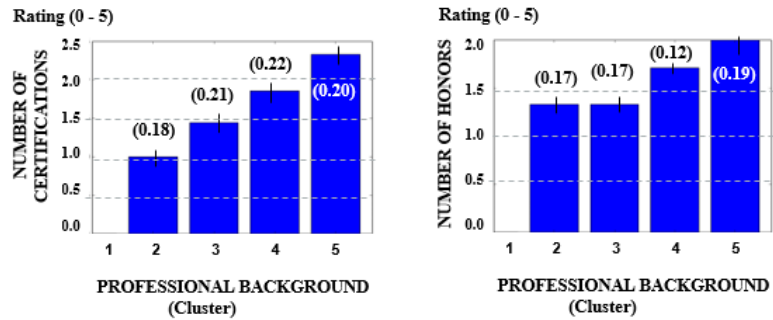 Rating (0 - 5)
NUMBER OF
CERTIFICATIONS
2.5
2.0
1.5
1.0
0.5
0.0
(0.18)
(0.21)
(0.22)
(0.20)
1 2 3 4 5
PROFESSIONAL BACKGROUND
(Cluster)
Rating (0 - 5)
NUMBER OF HONORS
2.0
1.5
1.0
0.5
0.0
(0.17)
(0.17)
(0.12)
(0.19)
1 2 3 4 5
PROFESSIONAL BACKGROUND
(Cluster)